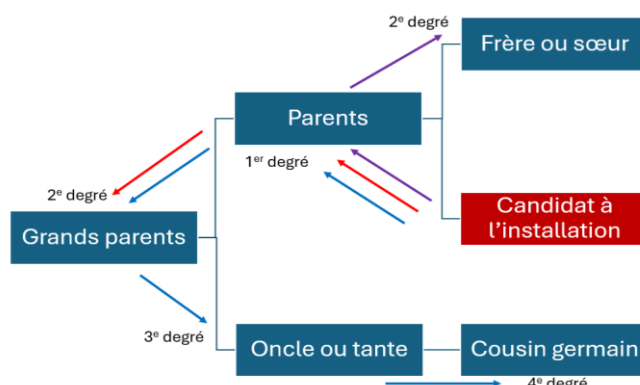 2e degré
Frère ou sœur
Parents
1er degré
2e degré
Candidat à
l'installation
Grands parents
3e degré
Oncle ou tante
Cousin germain
4e degré